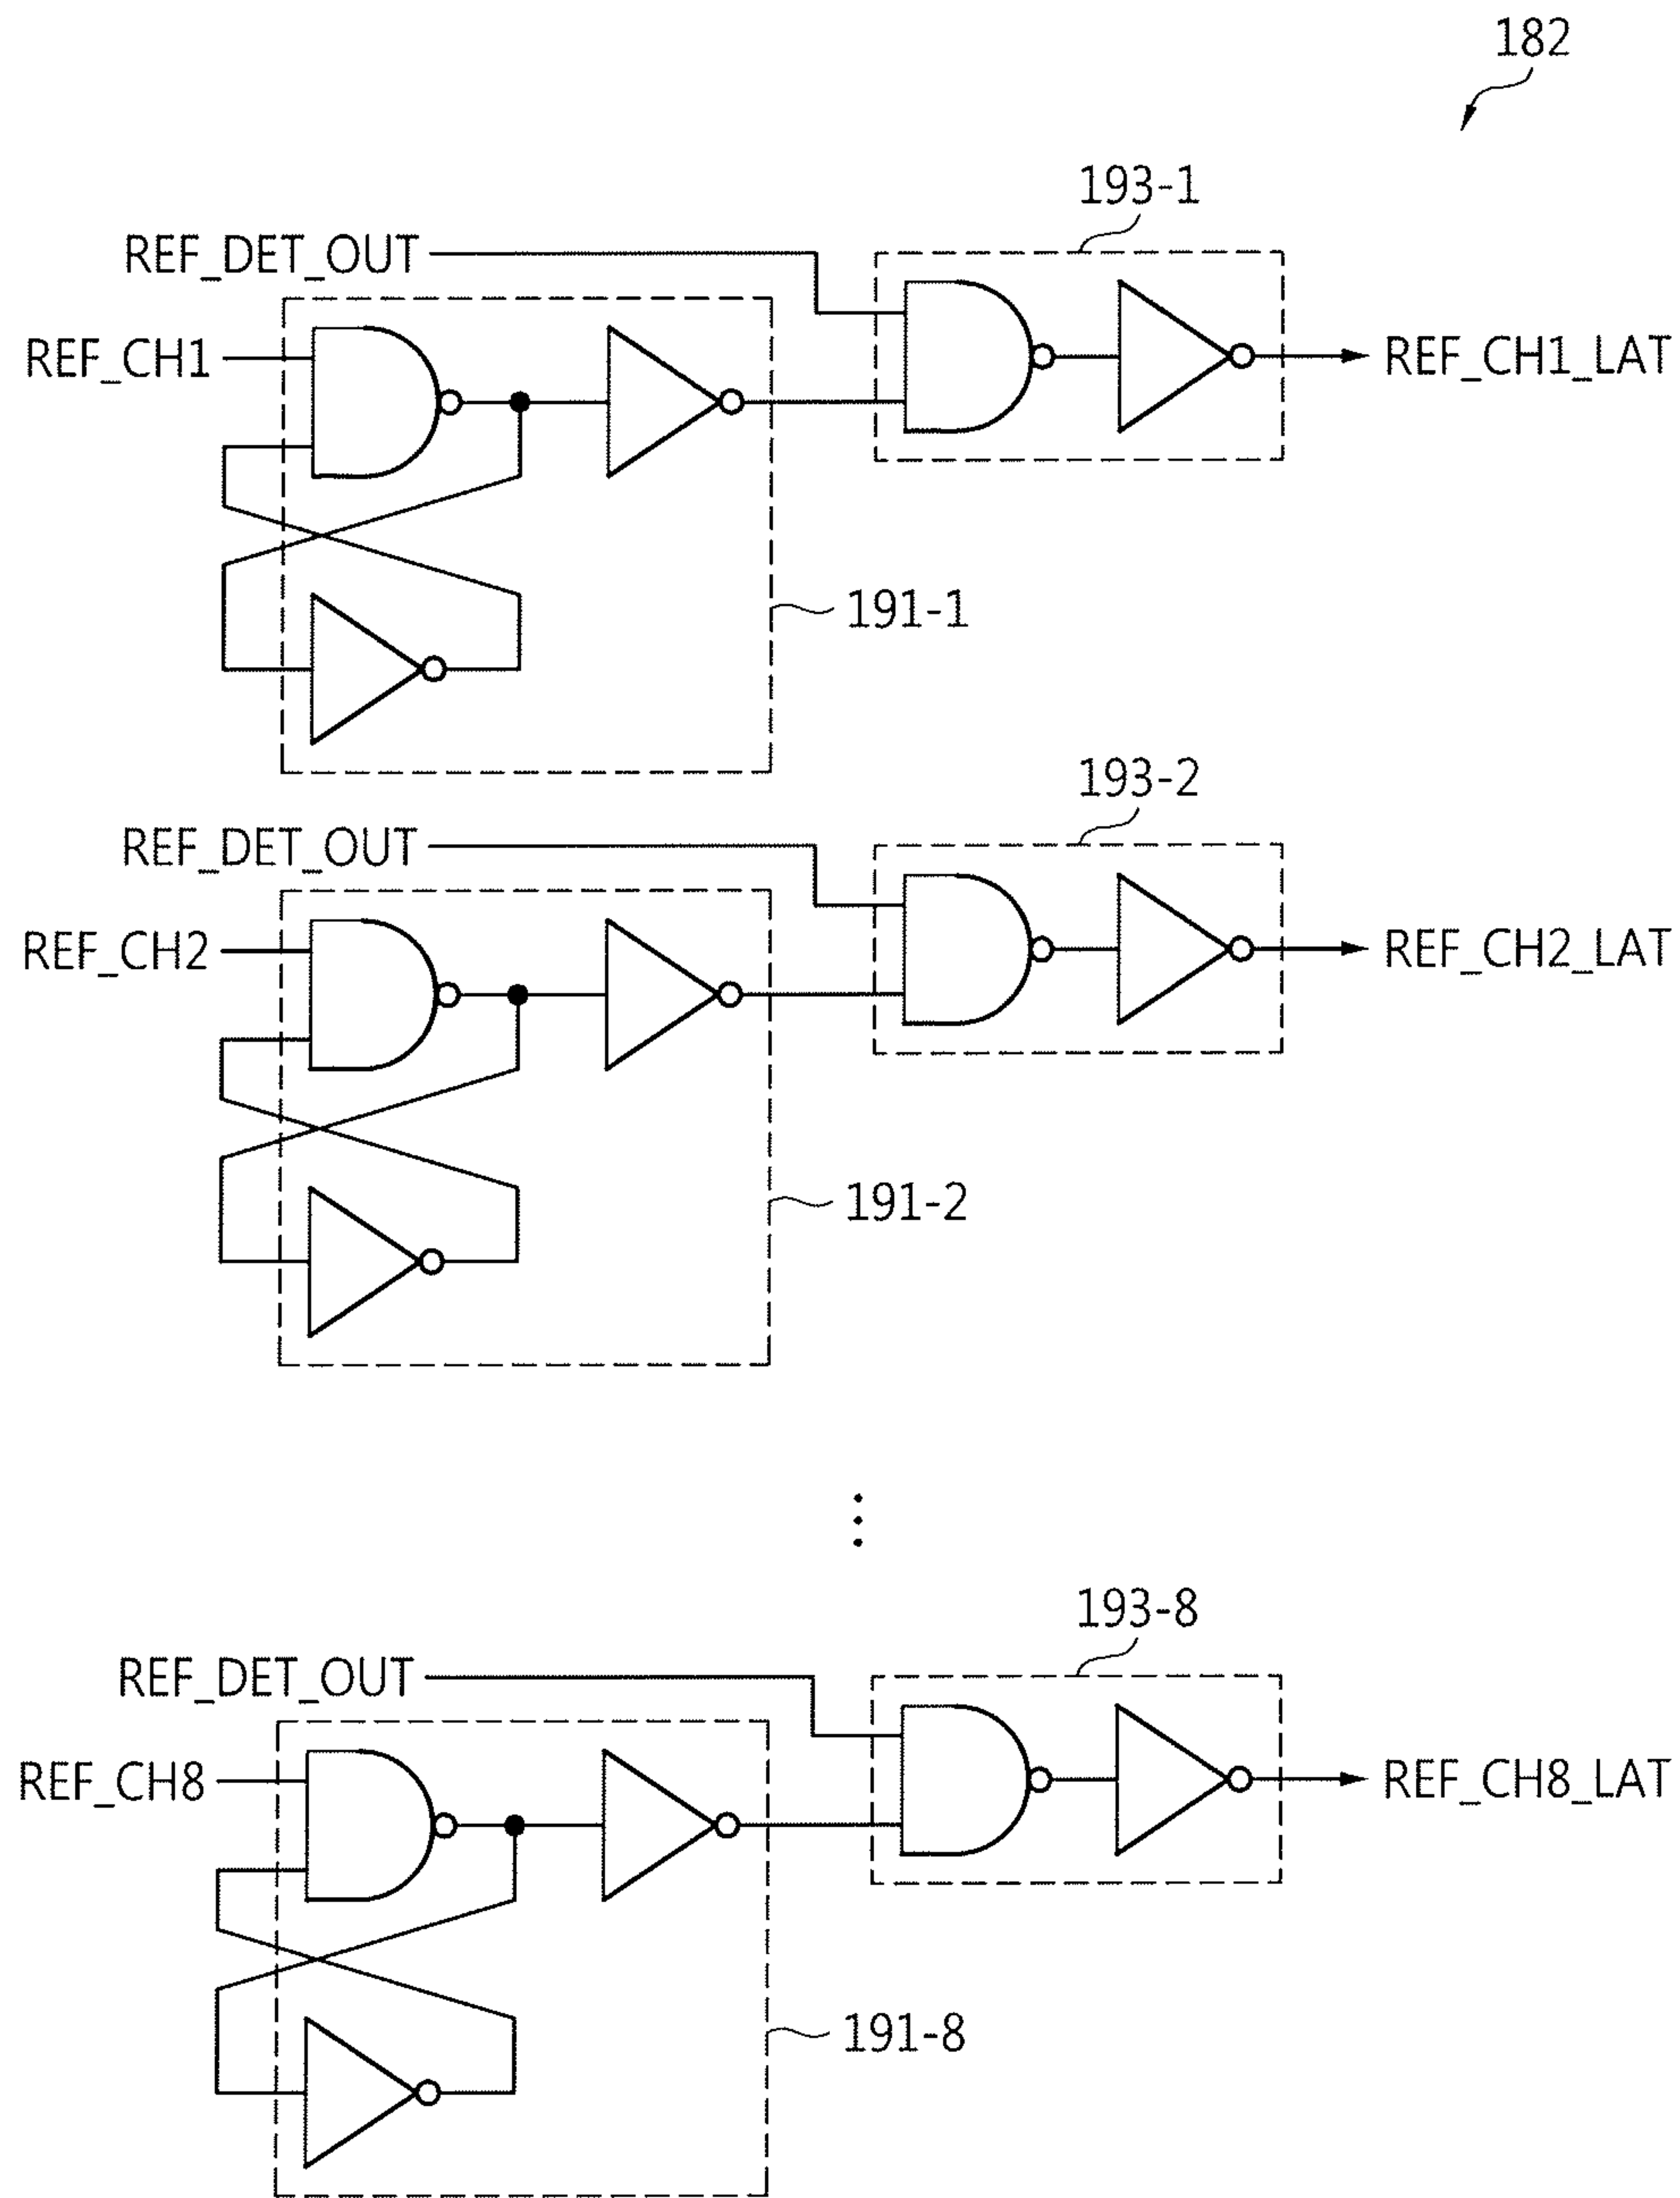 182
193-1
REF_DET_OUT
REF_CH1
REF_CH1_LAT
191-1
193-2
REF_DET_OUT
REF_CH2
REF_CH2_LAT
191-2
193-8
REF_DET_OUT
REF_CH8
REF_CH8_LAT
191-8